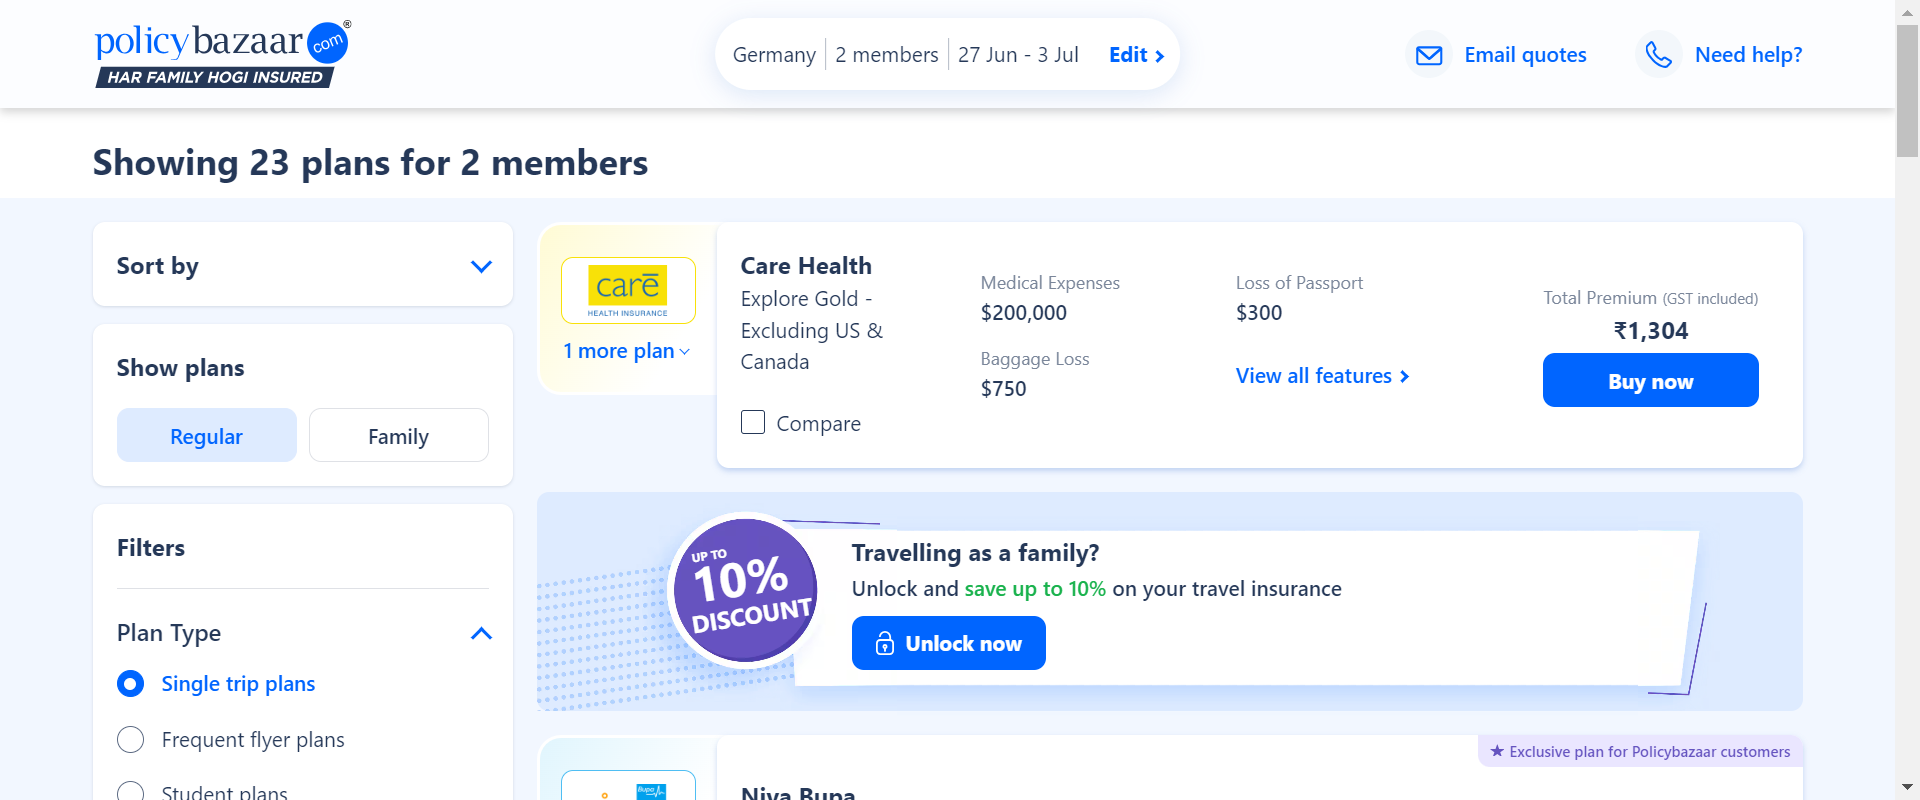 policybazaar com ®
HAR FAMILY HOGI INSURED
Germany 2 members 27 Jun - 3 Jul Edit
Email quotes
Need help?
Showing 23 plans for 2 members
Sort by
Show plans
Regular
Family
Filters
Plan Type
Single trip plans
Frequent flyer plans
Student plans
care
HEALTH INSURANCE
1 more plan
Care Health
Explore Gold -
Excluding US &
Canada
Compare
Medical Expenses
$200,000
Baggage Loss
$750
Loss of Passport
$300
View all features
Total Premium (GST included)
₹1,304
Buy now
UP TO
10%
DISCOUNT
Travelling as a family?
Unlock and save up to 10% on your travel insurance
Unlock now
★ Exclusive plan for Policybazaar customers
Bupa
Niva Bupa